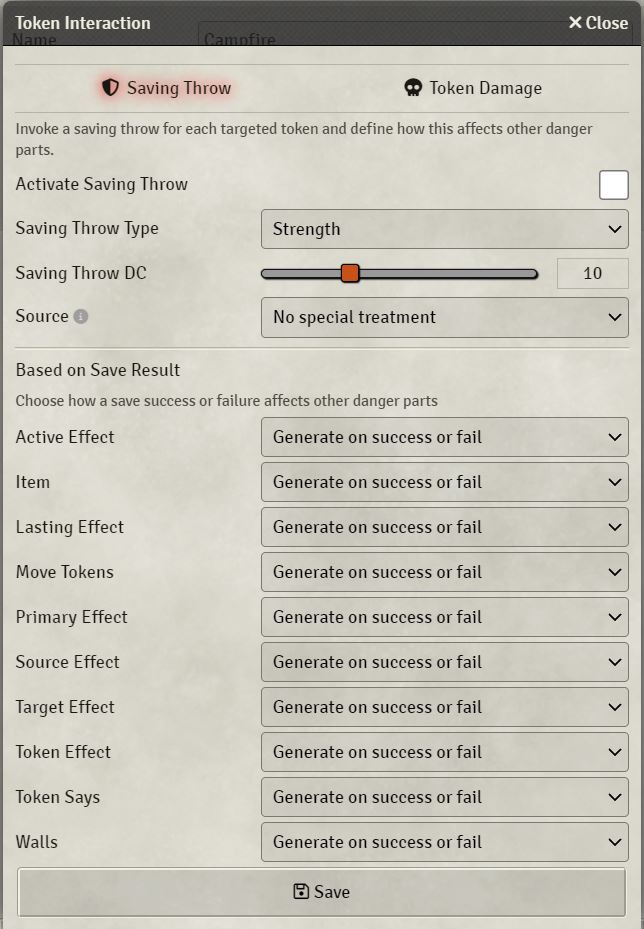 Token Interaction
Close
Name
Campfire
Saving Throw
Token Damage
Invoke a saving throw for each targeted token and define how this affects other danger
parts.
Activate Saving Throw
Saving Throw Type
Strength
Saving Throw DC
10
Source
No special treatment
Based on Save Result
Choose how a save success or failure affects other danger parts
Active Effect
Generate on success or fail
Item
Generate on success or fail
Lasting Effect
Generate on success or fail
Move Tokens
Generate on success or fail
Primary Effect
Generate on success or fail
Source Effect
Generate on success or fail
Target Effect
Generate on success or fail
Token Effect
Generate on success or fail
Token Says
Generate on success or fail
Walls
Generate on success or fail
Save